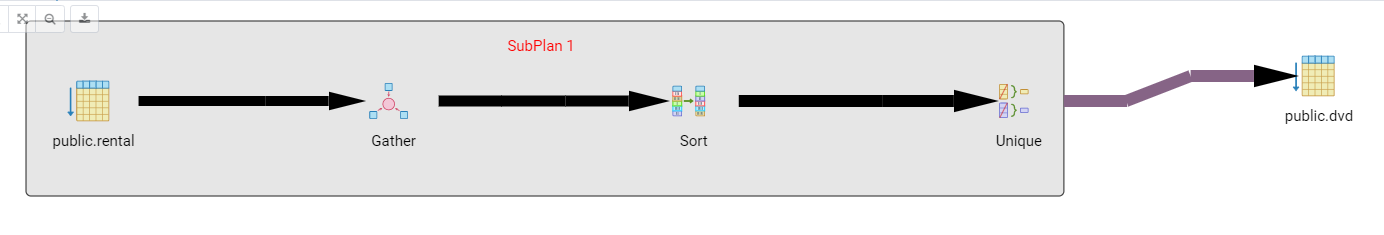 SubPlan 1
public.rental
Gather
Sort
Unique
public.dvd